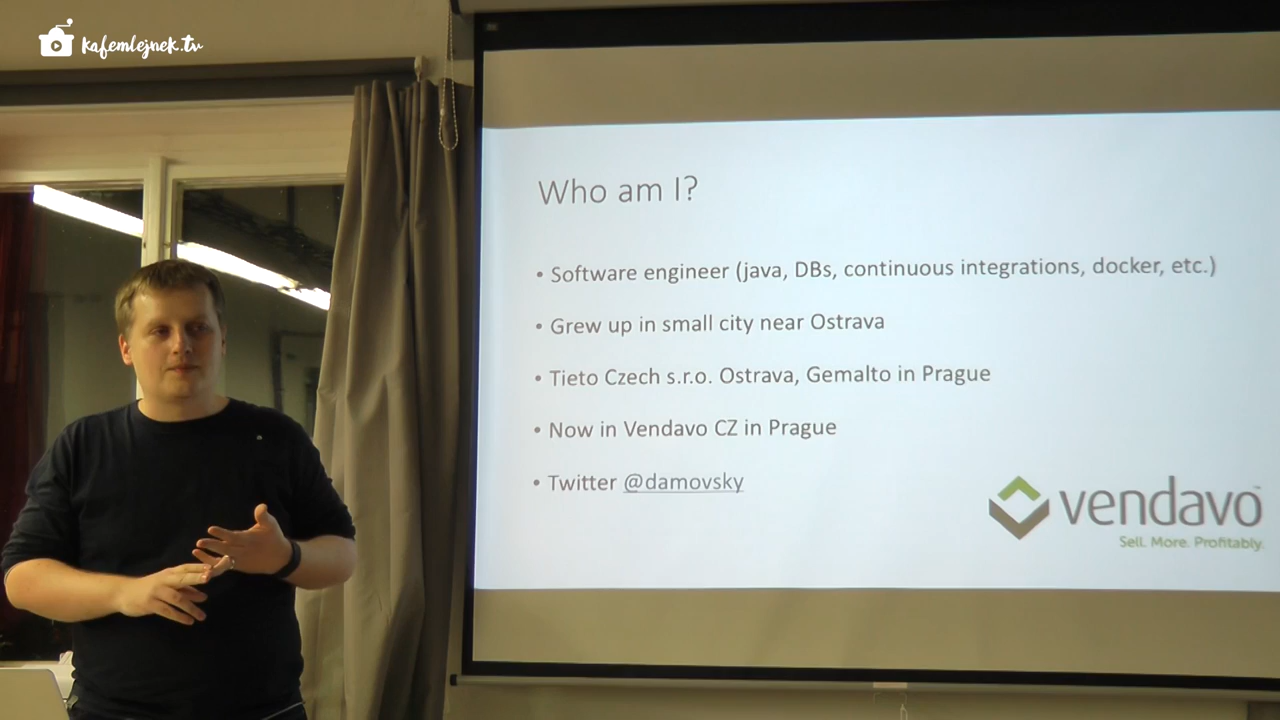 kafemlejnek.tv
Who am I?
• Software engineer (java, DBs, continuous integrations, docker, etc.)
• Grew up in small city near Ostrava
• Tieto Czech s.r.o. Ostrava, Gemalto in Prague
• Now in Vendavo CZ in Prague
• Twitter @damovsky
vendavo™
Sell. More. Profitably.